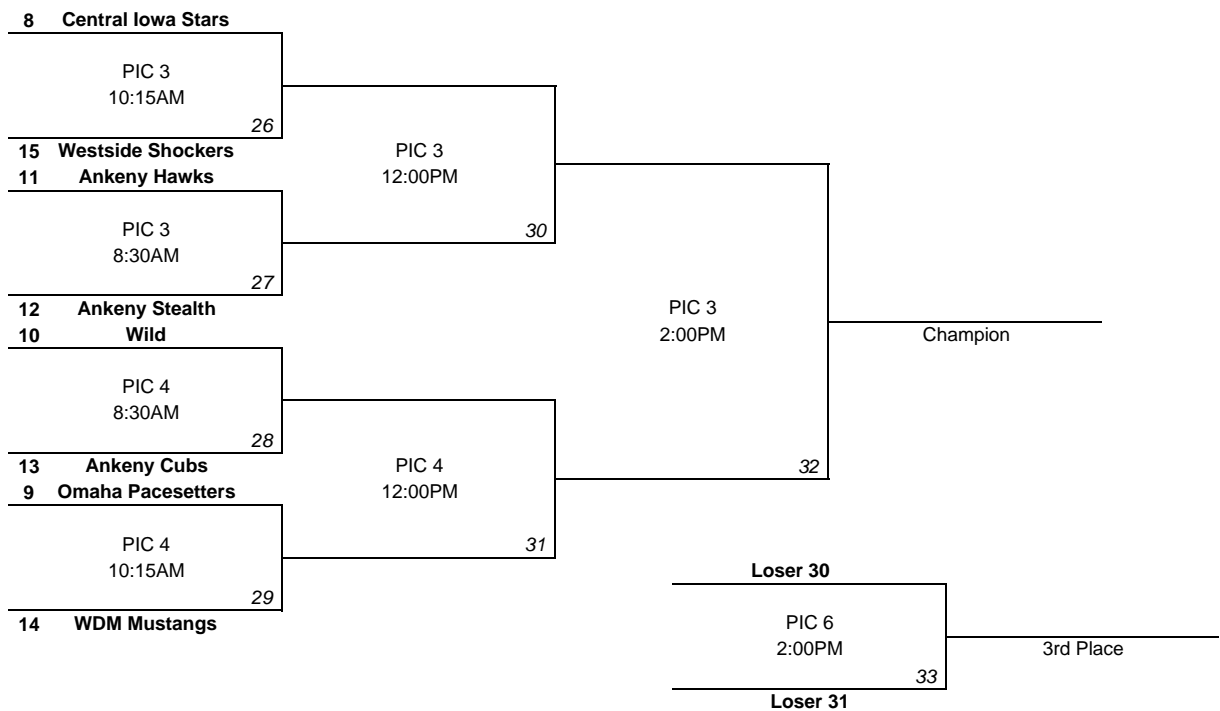 8 Central Iowa Stars
PIC 3
10:15AM
26
15 Westside Shockers
PIC 3
11 Ankeny Hawks
12:00PM
PIC 3
30
8:30AM
27
12 Ankeny Stealth
PIC 3
10 Wild
2:00PM
Champion
PIC 4
8:30AM
28
13 Ankeny Cubs
PIC 4
32
9 Omaha Pacesetters
12:00PM
PIC 4
31
10:15AM
Loser 30
29
14 WDM Mustangs
PIC 6
2:00PM
3rd Place
33
Loser 31